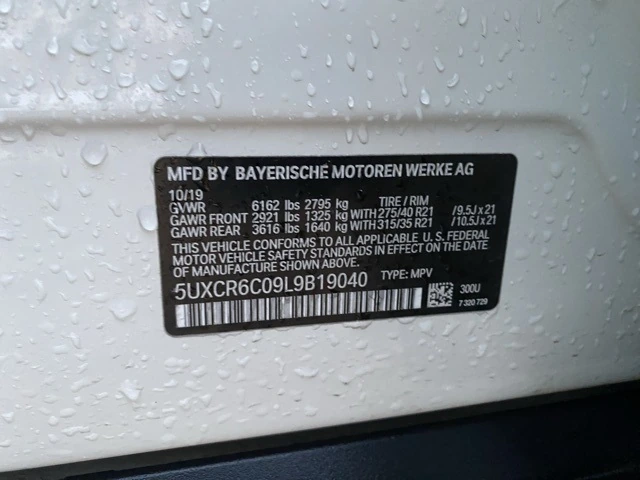 MFD BY BAYERISCHE MOTOREN WERKE AG
10/19
GVWR 6162 lbs 2795 kg TIRE / RIM
GAWR FRONT 2921 lbs 1325 kg WITH 275/40 R21 /9.5J x 21
GAWR REAR 3616 lbs 1640 kg WITH 315/35 R21 /10.5J x 21
THIS VEHICLE CONFORMS TO ALL APPLICABLE U. S. FEDERAL
MOTOR VEHICLE SAFETY STANDARDS IN EFFECT ON THE
DATE OF MANUFACTURE SHOWN ABOVE.
5UXCR6C09L9B19040 TYPE: MPV
300U
7 320 729